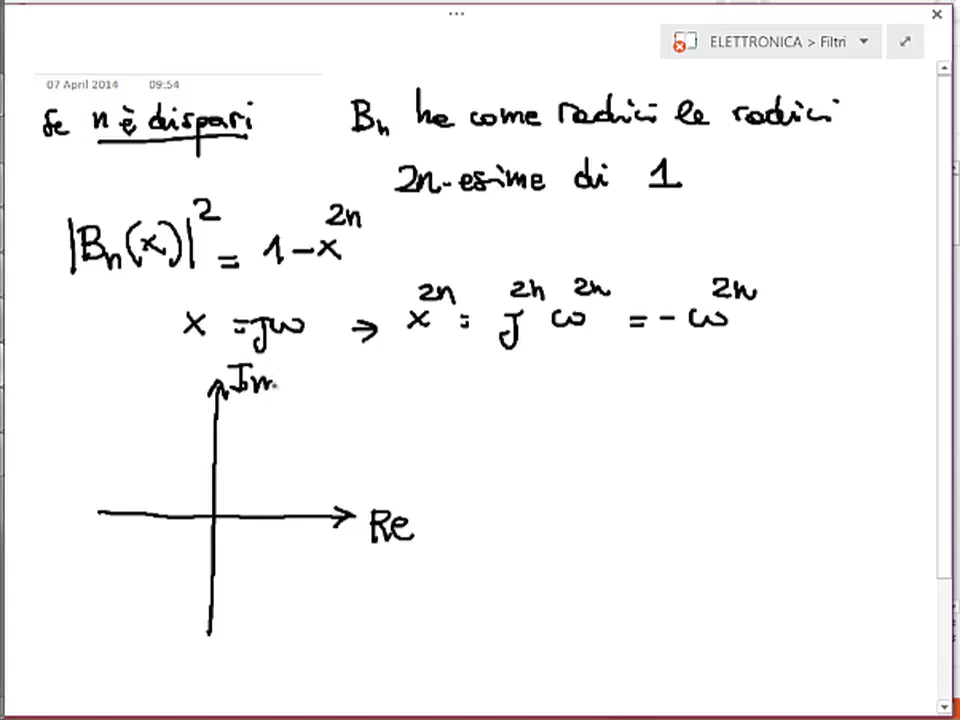 ELETTRONICA > Filtri
07 April 2014 09:54
Se n è dispari Bn ha come radici le radici
2n-esime di 1
|Bn(x)|² = 1 - x^2n
x = jω → x^2n = j^2n ω^2n = - ω^2n
Im
Re